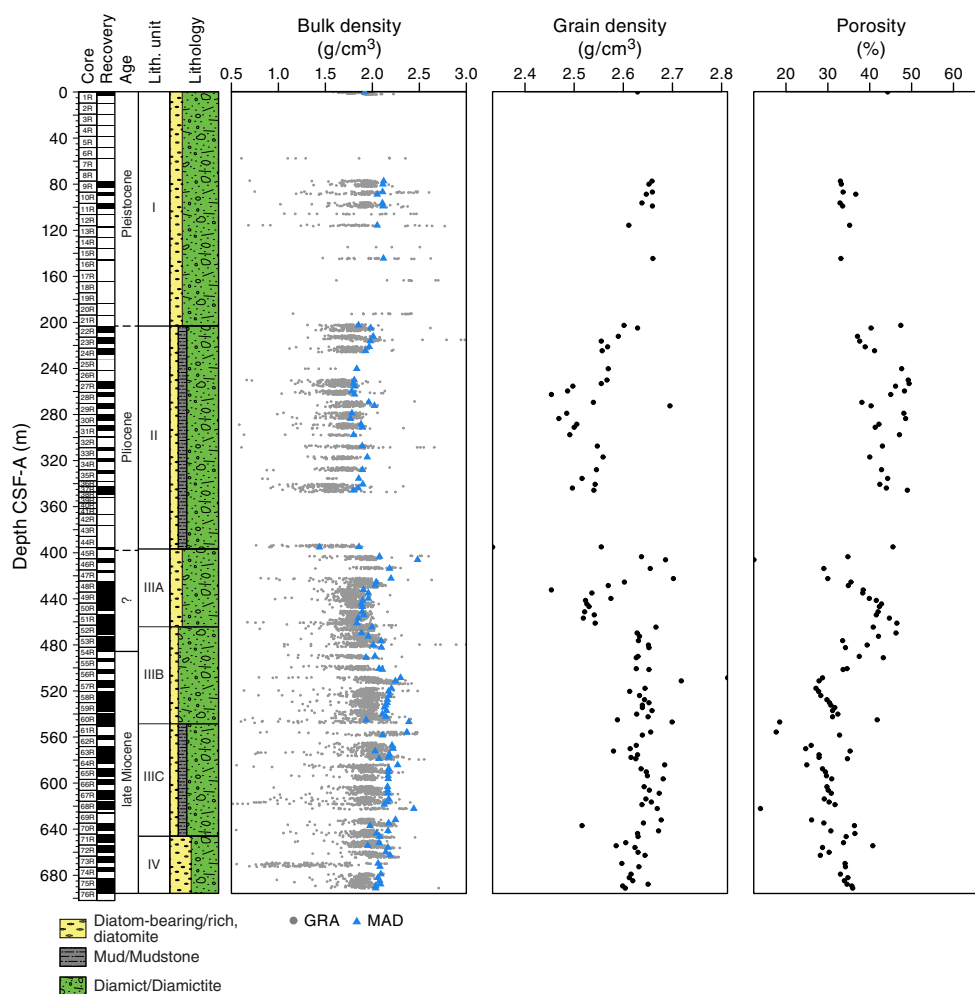 Bulk density
(g/cm³)
Grain density
(g/cm³)
Porosity
(%)
Core
Recovery
Age
Lith. unit
Lithology
0.5 1.0 1.5 2.0 2.5 3.0
2.4 2.5 2.6 2.7 2.8
20 30 40 50 60
Depth CSF-A (m)
0
40
80
120
160
200
240
280
320
360
400
440
480
520
560
600
640
680
1R
2R
3R
4R
5R
6R
7R
8R
9R
10R
11R
12R
13R
14R
15R
16R
17R
18R
19R
20R
21R
22R
23R
24R
25R
26R
27R
28R
29R
30R
31R
32R
33R
34R
35R
42R
43R
44R
45R
46R
47R
48R
49R
50R
51R
52R
53R
54R
55R
56R
57R
58R
59R
60R
61R
62R
63R
64R
65R
66R
67R
68R
69R
70R
71R
72R
73R
74R
75R
76R
Pleistocene
Pliocene
?
late Miocene
I
II
IIIA
IIIB
IIIC
IV
Diatom-bearing/rich,
diatomite
Mud/Mudstone
Diamict/Diamictite
GRA MAD